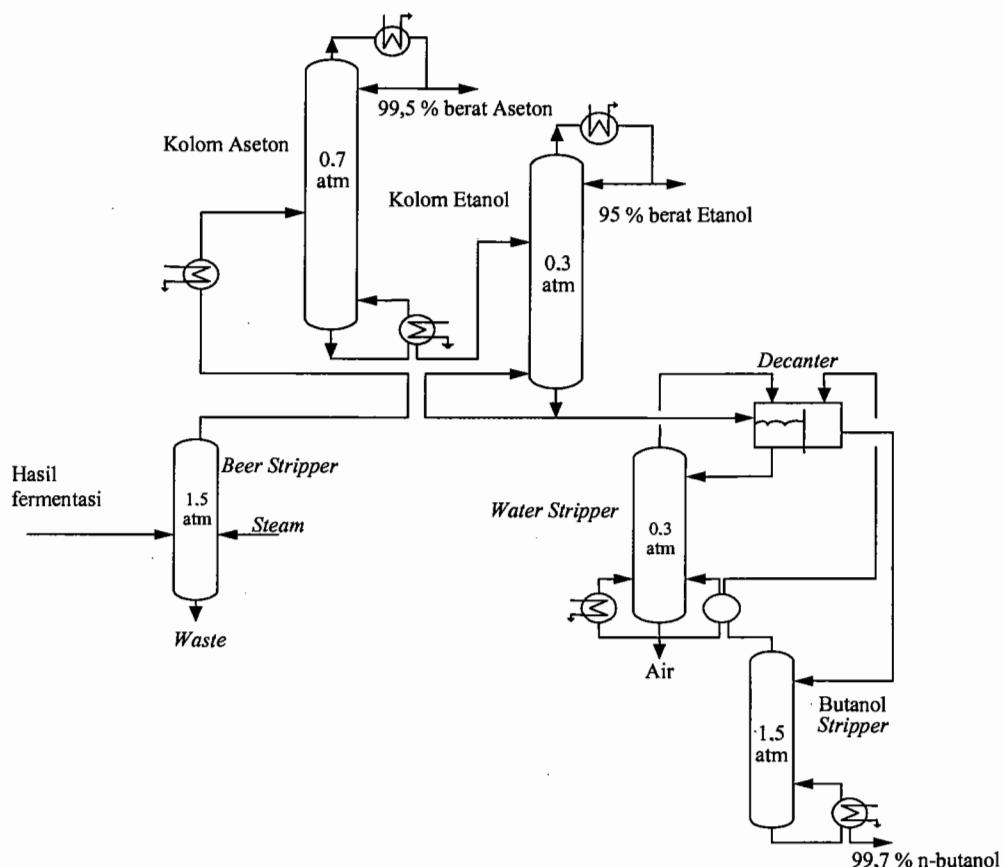 99,5 % berat Aseton
Kolom Aseton
0.7
atm
Kolom Etanol
95 % berat Etanol
0.3
atm
Decanter
Beer Stripper
Hasil
fermentasi
1.5
atm
Steam
Water Stripper
0.3
atm
Waste
Air
Butanol
Stripper
1.5
atm
99,7 % n-butanol